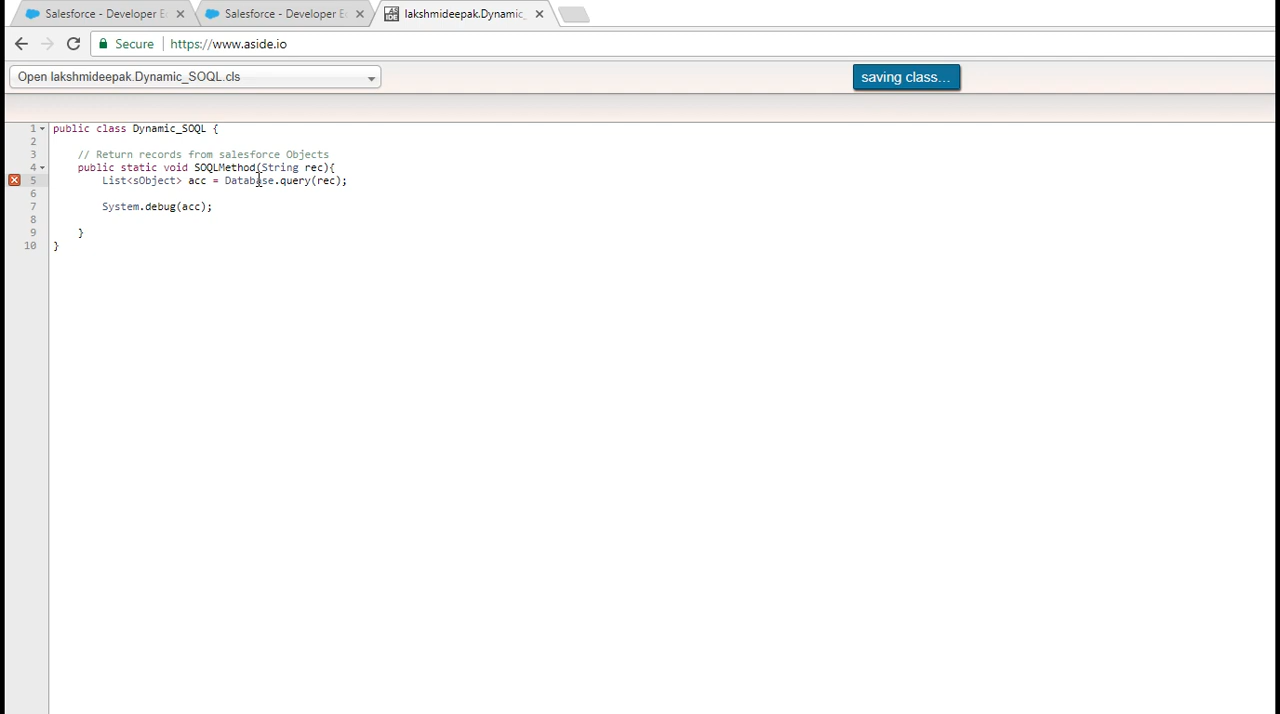 Salesforce - Developer E
Salesforce - Developer E
lakshmideepak.Dynamic_
Secure
https://www.aside.io
Open lakshmideepak.Dynamic_SOQL.cls
saving class...
1 public class Dynamic_SOQL {
2
3 // Return records from salesforce Objects
4 public static void SOQLMethod(String rec){
5 List<sObject> acc = Database.query(rec);
6
7 System.debug(acc);
8
9 }
10 }